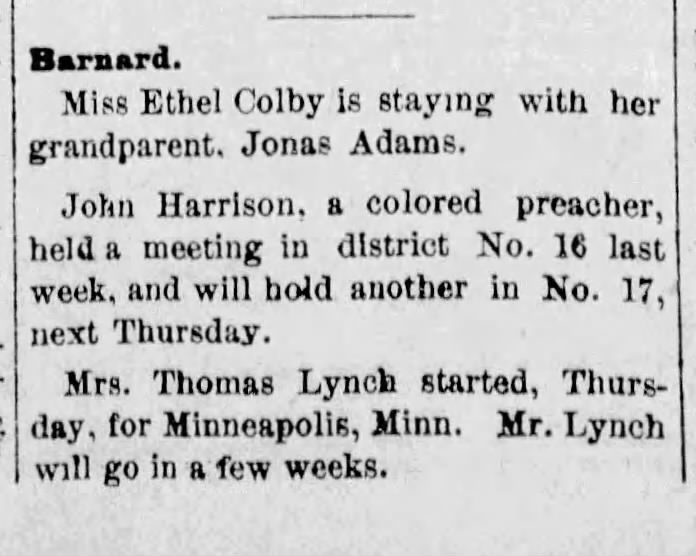 Barnard.
Miss Ethel Colby is staying with her
grandparent, Jonas Adams.
John Harrison, a colored preacher,
held a meeting in district No. 16 last
week, and will hold another in No. 17,
next Thursday.
Mrs. Thomas Lynch started, Thurs-
day, for Minneapolis, Minn. Mr. Lynch
will go in a few weeks.